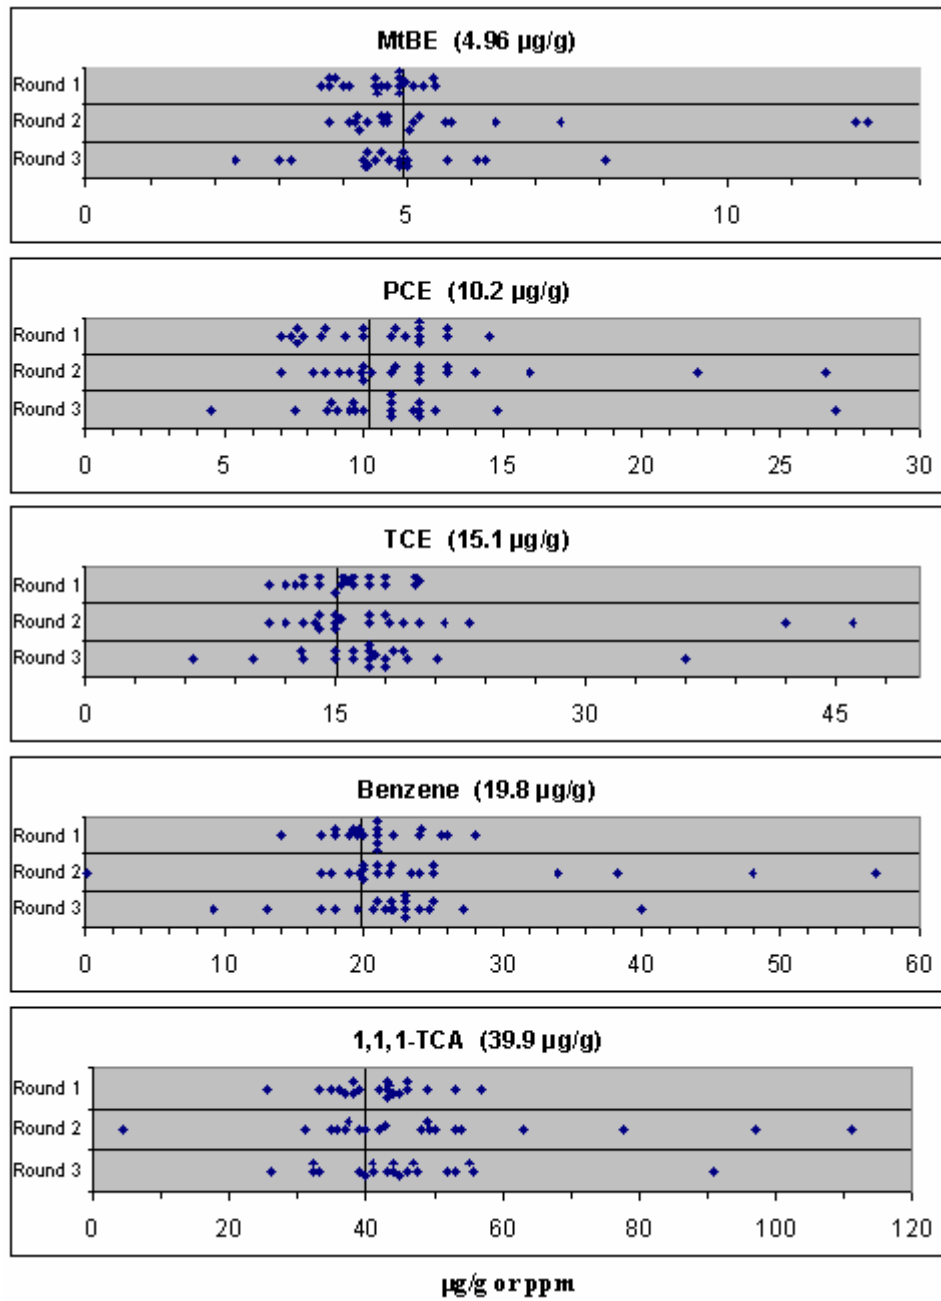 MtBE (4.96 µg/g)
Round 1
Round 2
Round 3
0 5 10
PCE (10.2 µg/g)
Round 1
Round 2
Round 3
0 5 10 15 20 25 30
TCE (15.1 µg/g)
Round 1
Round 2
Round 3
0 15 30 45
Benzene (19.8 µg/g)
Round 1
Round 2
Round 3
0 10 20 30 40 50 60
1,1,1-TCA (39.9 µg/g)
Round 1
Round 2
Round 3
0 20 40 60 80 100 120
µg/g or ppm